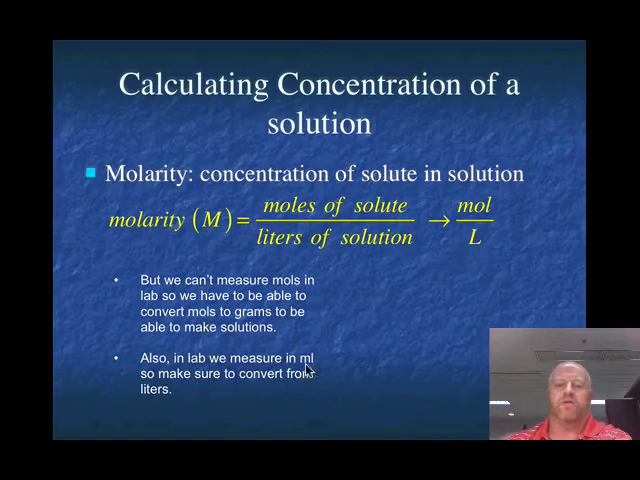 Calculating Concentration of a
solution
Molarity: concentration of solute in solution
molarity (M) = moles of solute / liters of solution → mol / L
• But we can't measure mols in
lab so we have to be able to
convert mols to grams to be
able to make solutions.
• Also, in lab we measure in ml
so make sure to convert from
liters.